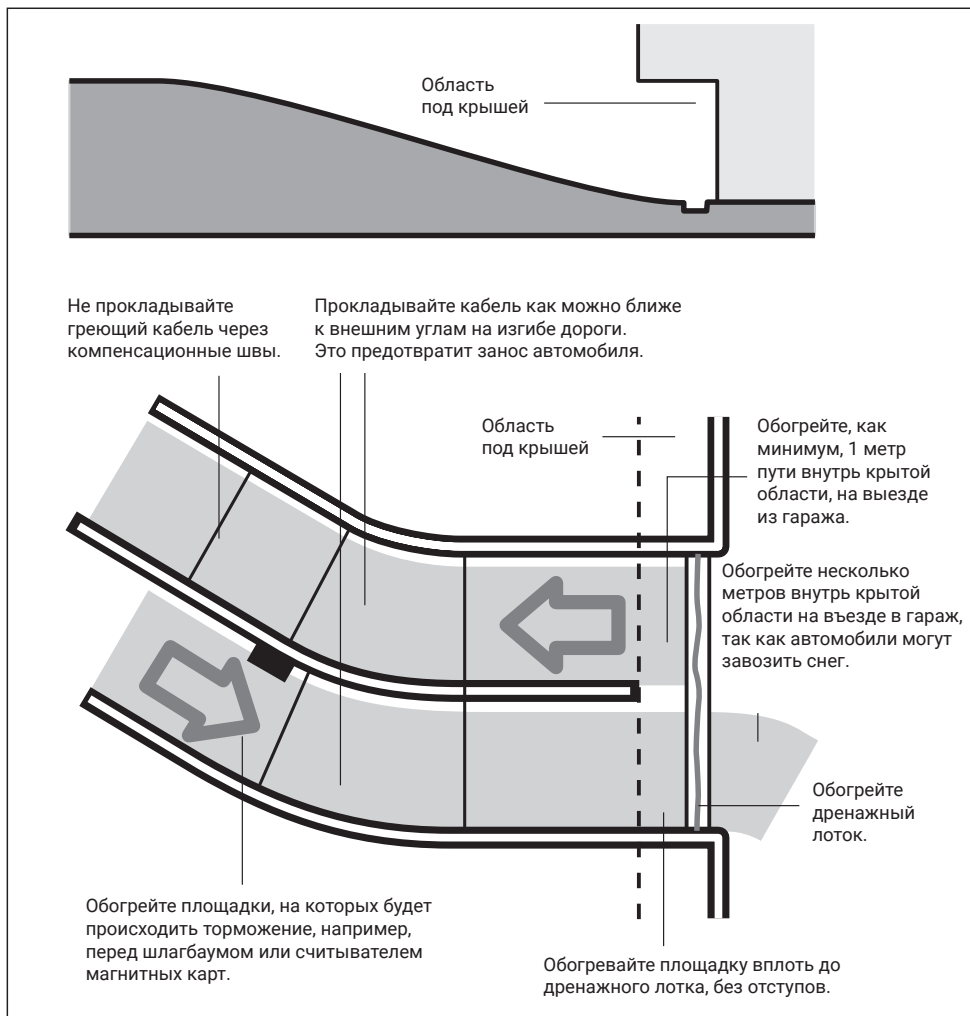 Область
под крышей
Не прокладывайте
греющий кабель через
компенсационные швы.
Прокладывайте кабель как можно ближе
к внешним углам на изгибе дороги.
Это предотвратит занос автомобиля.
Область
под крышей
Обогрейте, как
минимум, 1 метр
пути внутрь крытой
области, на выезде
из гаража.
Обогрейте несколько
метров внутрь крытой
области на въезде в гараж,
так как автомобили могут
завозить снег.
Обогрейте
дренажный
лоток.
Обогрейте площадки, на которых будет
происходить торможение, например,
перед шлагбаумом или считывателем
магнитных карт.
Обогревайте площадку вплоть до
дренажного лотка, без отступов.